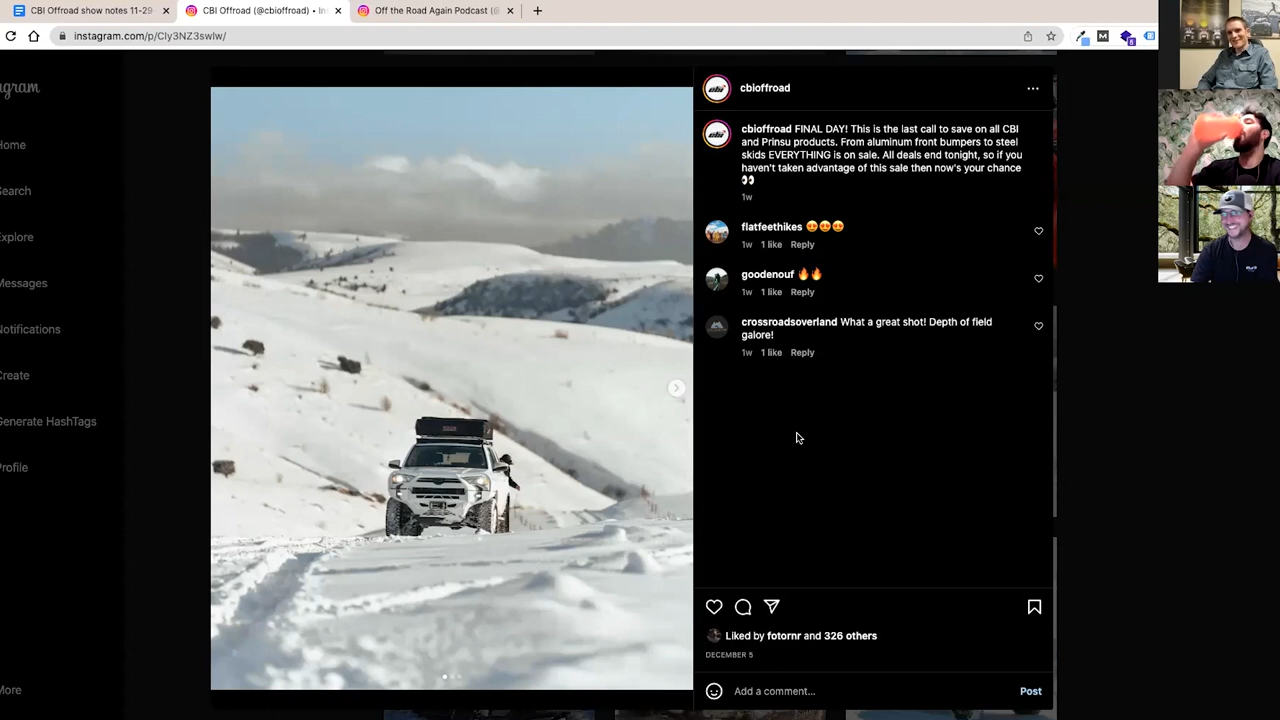 CBI Offroad show notes 11-29-
CBI Offroad (@cbioffroad) • In
Off the Road Again Podcast (@
instagram.com/p/Cly3NZ3swIw/
gram
Home
Search
Explore
Messages
Notifications
Create
Generate HashTags
Profile
More
cbioffroad
cbioffroad FINAL DAY! This is the last call to save on all CBI
and Prinsu products. From aluminum front bumpers to steel
skids EVERYTHING is on sale. All deals end tonight, so if you
haven't taken advantage of this sale then now's your chance
👀
1w
flatfeethikes 😍😍😍
1w 1 like Reply
goodenouf 🔥🔥
1w 1 like Reply
crossroadsoverland What a great shot! Depth of field
galore!
1w 1 like Reply
Liked by fotornr and 326 others
DECEMBER 5
Add a comment...
Post